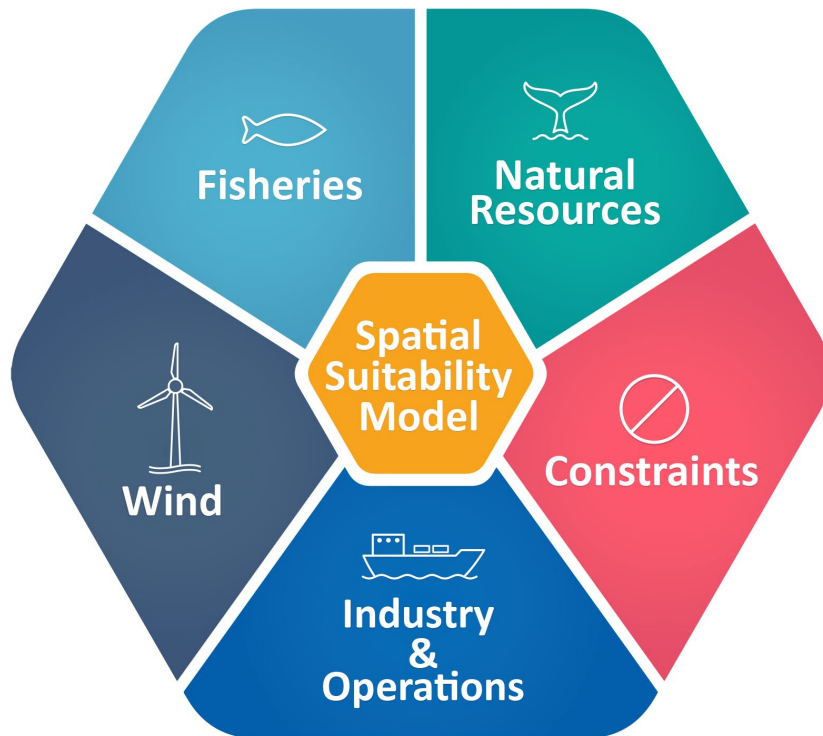 Fisheries
Natural
Resources
Spatial
Suitability
Model
Wind
Constraints
Industry
&
Operations